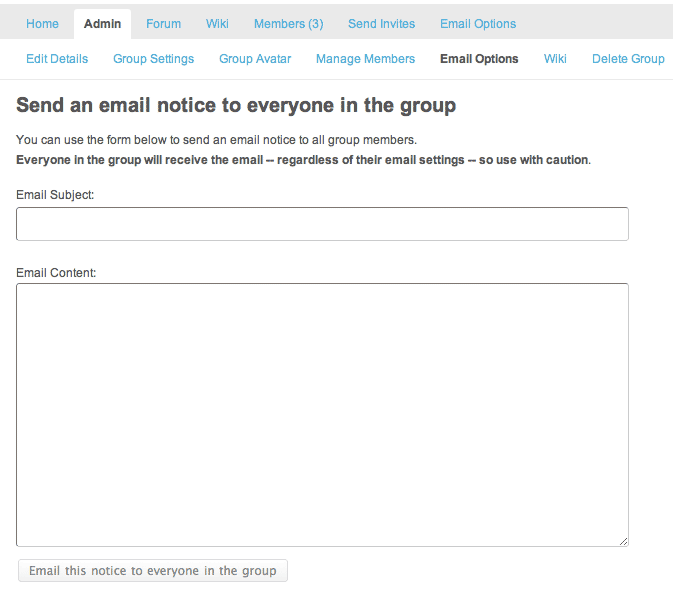 Home Admin Forum Wiki Members (3) Send Invites Email Options
Edit Details Group Settings Group Avatar Manage Members Email Options Wiki Delete Group
Send an email notice to everyone in the group
You can use the form below to send an email notice to all group members.
Everyone in the group will receive the email -- regardless of their email settings -- so use with caution.
Email Subject:
Email Content:
Email this notice to everyone in the group